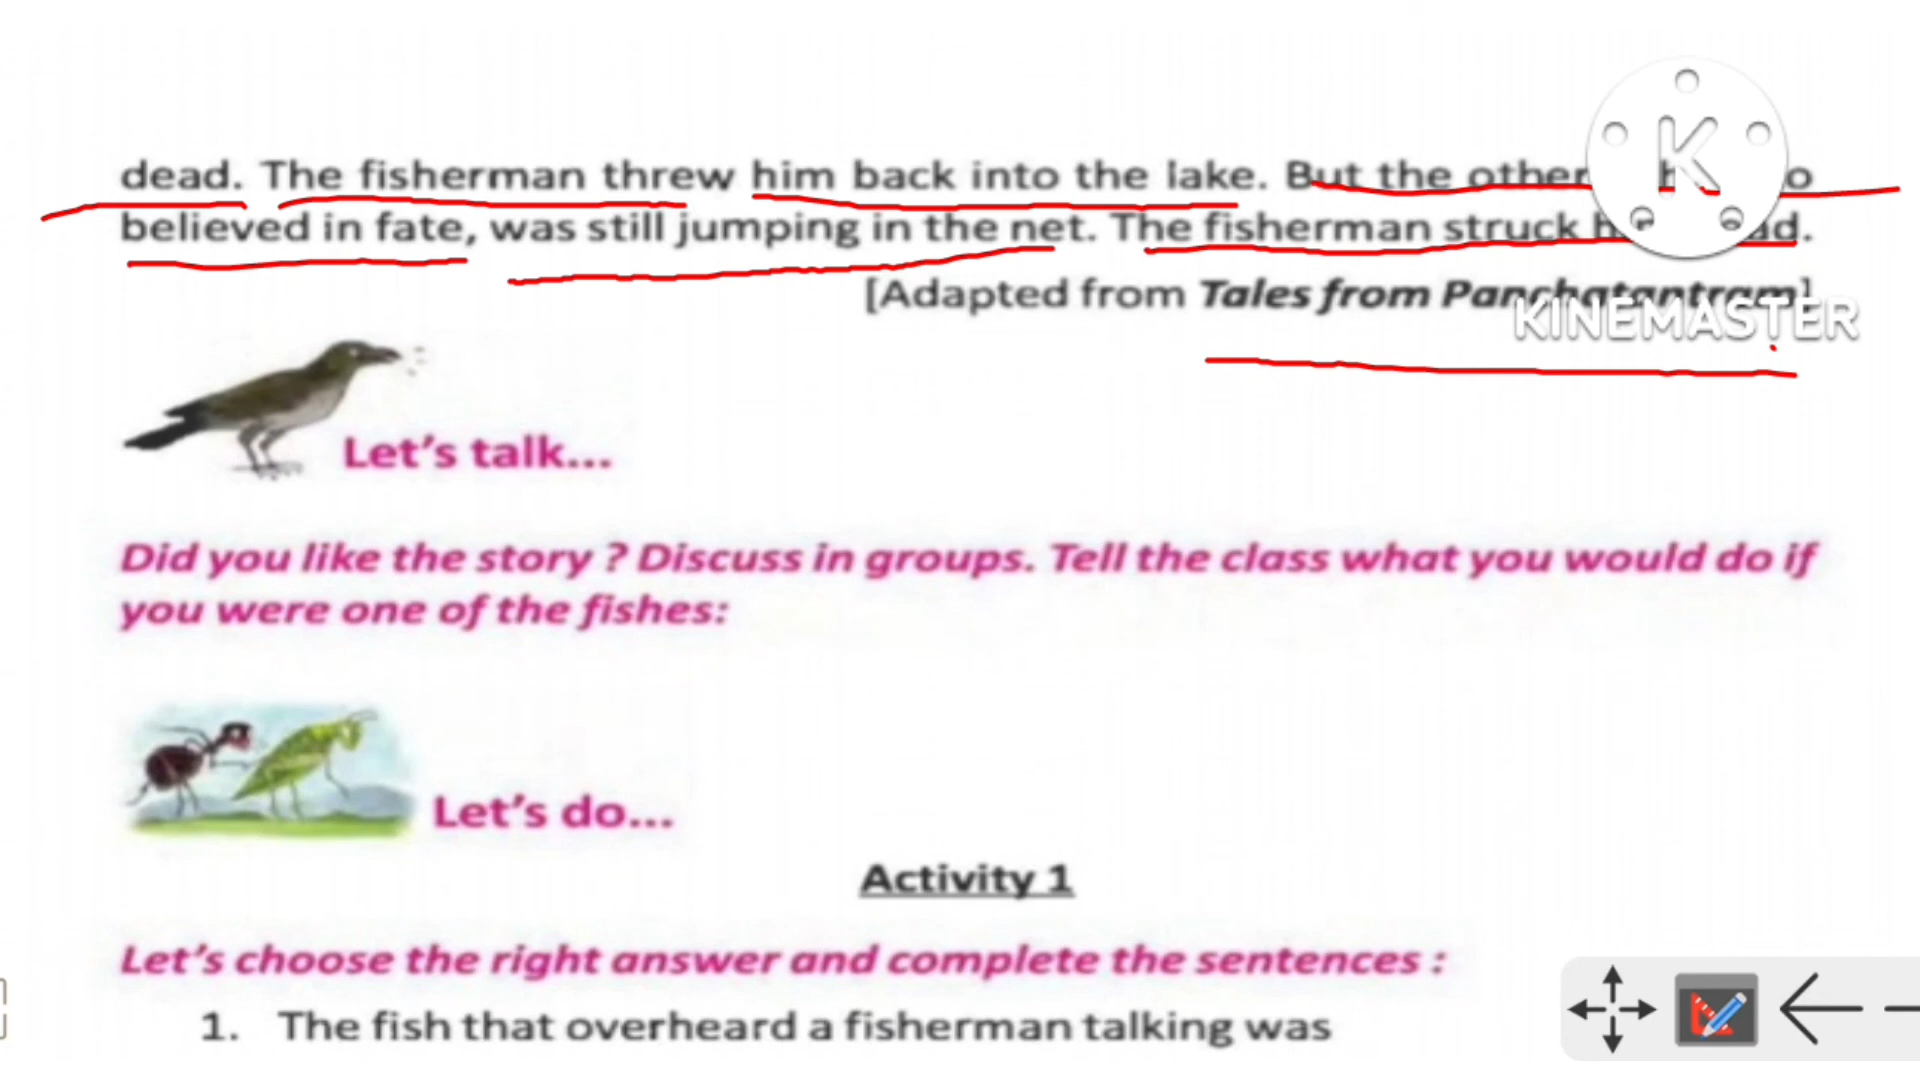 dead. The fisherman threw him back into the lake. But the other
believed in fate, was still jumping in the net. The fisherman struck
[Adapted from Tales from Panchatantram]
K
KINEMASTER
Let's talk...
Did you like the story ? Discuss in groups. Tell the class what you would do if
you were one of the fishes:
Let's do...
Activity 1
Let's choose the right answer and complete the sentences :
1. The fish that overheard a fisherman talking was